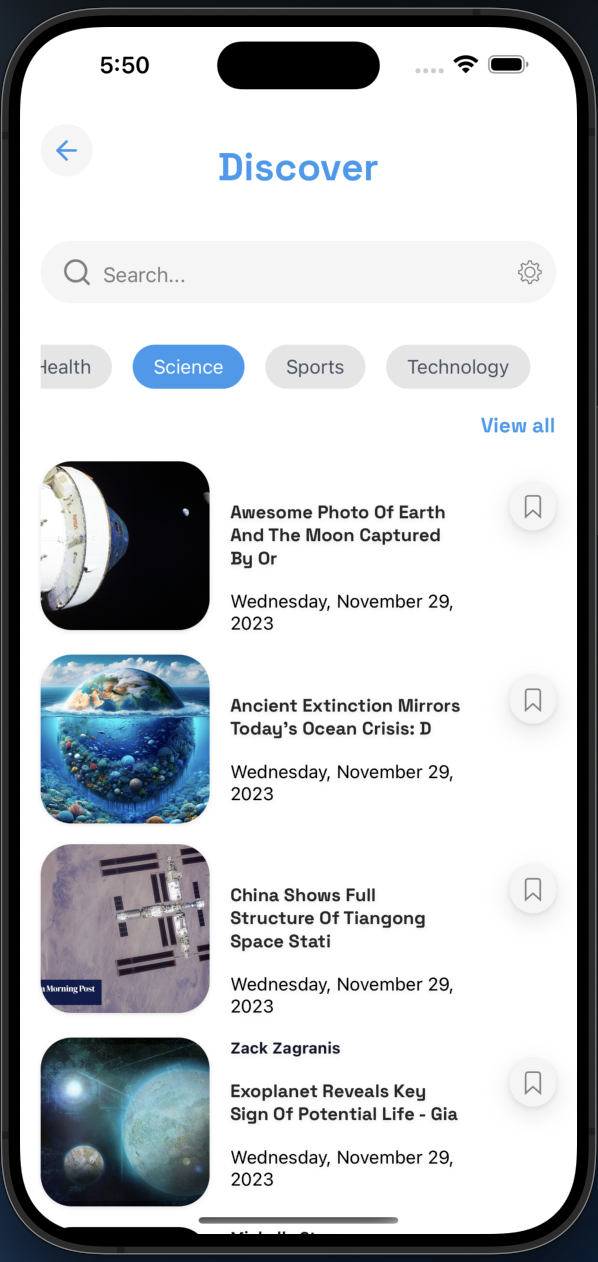 5:50
Discover
Search...
Health
Science
Sports
Technology
View all
Awesome Photo Of Earth
And The Moon Captured
By Or
Wednesday, November 29,
2023
Ancient Extinction Mirrors
Today's Ocean Crisis: D
Wednesday, November 29,
2023
China Shows Full
Structure Of Tiangong
Space Stati
Wednesday, November 29,
2023
Morning Post
Zack Zagranis
Exoplanet Reveals Key
Sign Of Potential Life - Gia
Wednesday, November 29,
2023